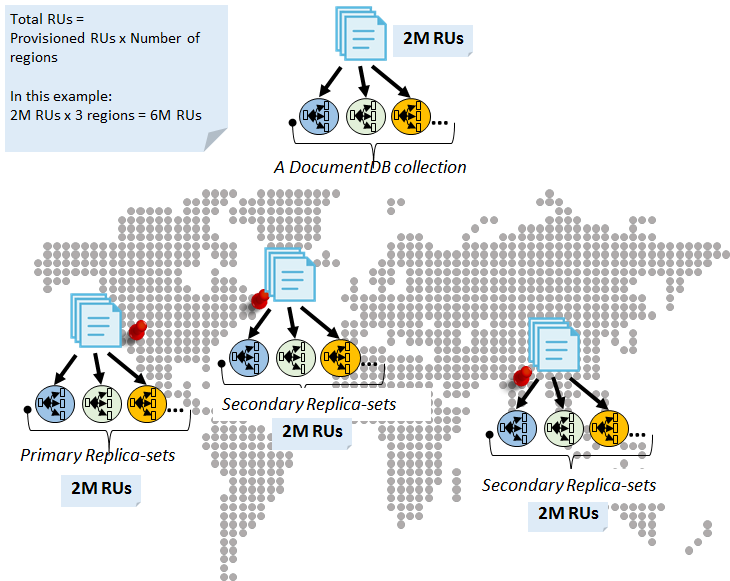 Total RUs =
Provisioned RUs x Number of
regions
In this example:
2M RUs x 3 regions = 6M RUs
2M RUs
...
A DocumentDB collection
...
Secondary Replica-sets
2M RUs
...
Primary Replica-sets
2M RUs
...
Secondary Replica-sets
2M RUs